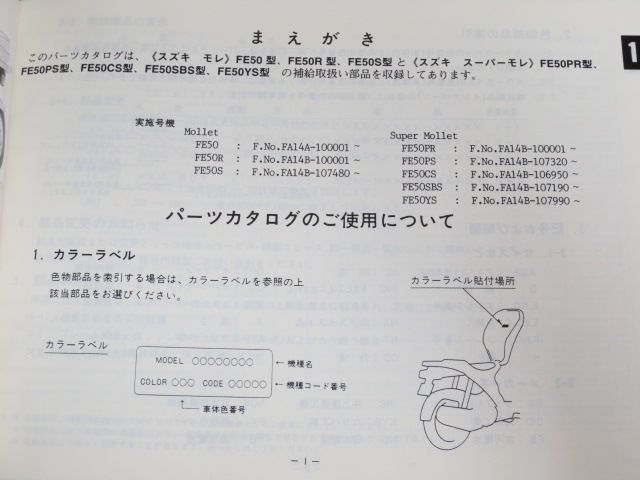 まえがき
このパーツカタログは、《スズキ モレ》FE50型、FE50R型、FE50S型と《スズキ スーパーモレ》FE50PR型、
FE50PS型、FE50CS型、FE50SBS型、FE50YS型 の補給取扱い部品を収録してあります。
1
実施号機
Mollet
FE50 : F.No.FA14A-100001 ~
FE50R : F.No.FA14B-100001 ~
FE50S : F.No.FA14B-107480 ~
Super Mollet
FE50PR : F.No.FA14B-100001 ~
FE50PS : F.No.FA14B-107320 ~
FE50CS : F.No.FA14B-106950 ~
FE50SBS : F.No.FA14B-107190 ~
FE50YS : F.No.FA14B-107990 ~
パーツカタログのご使用について
1. カラーラベル
色物部品を索引する場合は、カラーラベルを参照の上
該当部品をお選びください。
カラーラベル貼付場所
カラーラベル
MODEL ○○○○○○○○ ←機種名
COLOR ○○○ CODE ○○○○○ ←機種コード番号
車体色番号
- 1 -